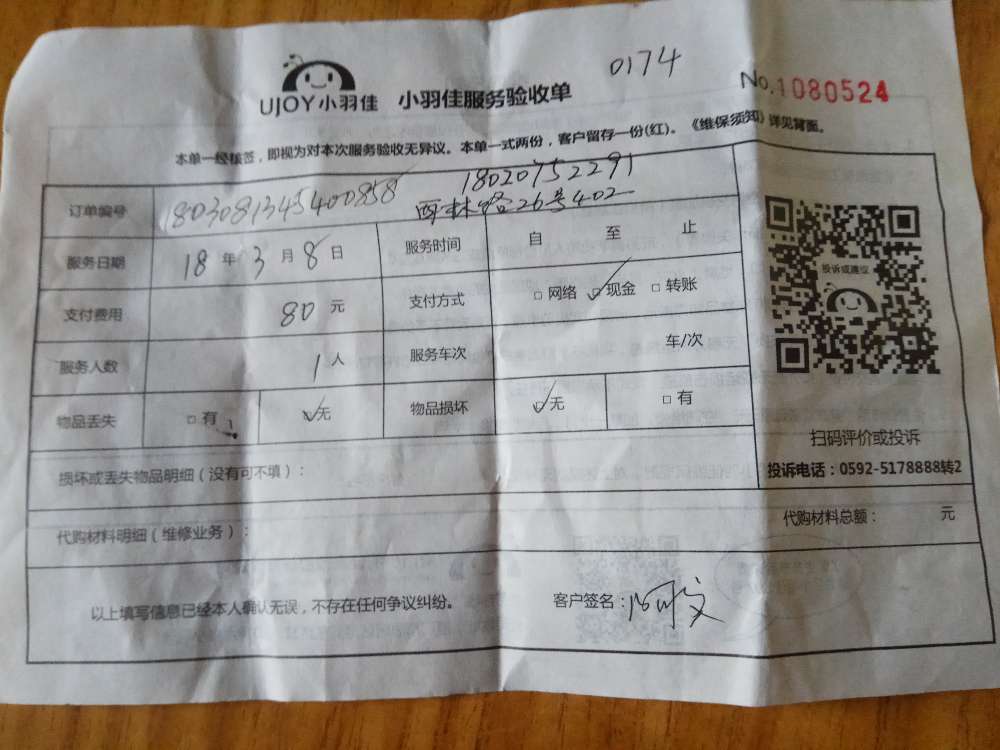 0174
UJOY小羽佳 小羽佳服务验收单 No.1080524
本单一经核签，即视为对本次服务验收无异议。本单一式两份，客户留存一份(红)。《维保须知》详见背面。
18020752291
订单编号 180308134540085 8 26号402
服务日期 18 年 3 月 8 日 服务时间 自 至 止
支付费用 80 元 支付方式 □ 网络 ☑ 现金 □ 转账
服务人数 1 人 服务车次 车/次
物品丢失 □ 有 ☑ 无 物品损坏 ☑ 无 □ 有
投诉或建议
扫码评价或投诉
投诉电话：0592-5178888转2
损坏或丢失物品明细（没有可不填）：
代购材料明细（维修业务）： 代购材料总额： 元
以上填写信息已经本人确认无误，不存在任何争议纠纷。 客户签名：